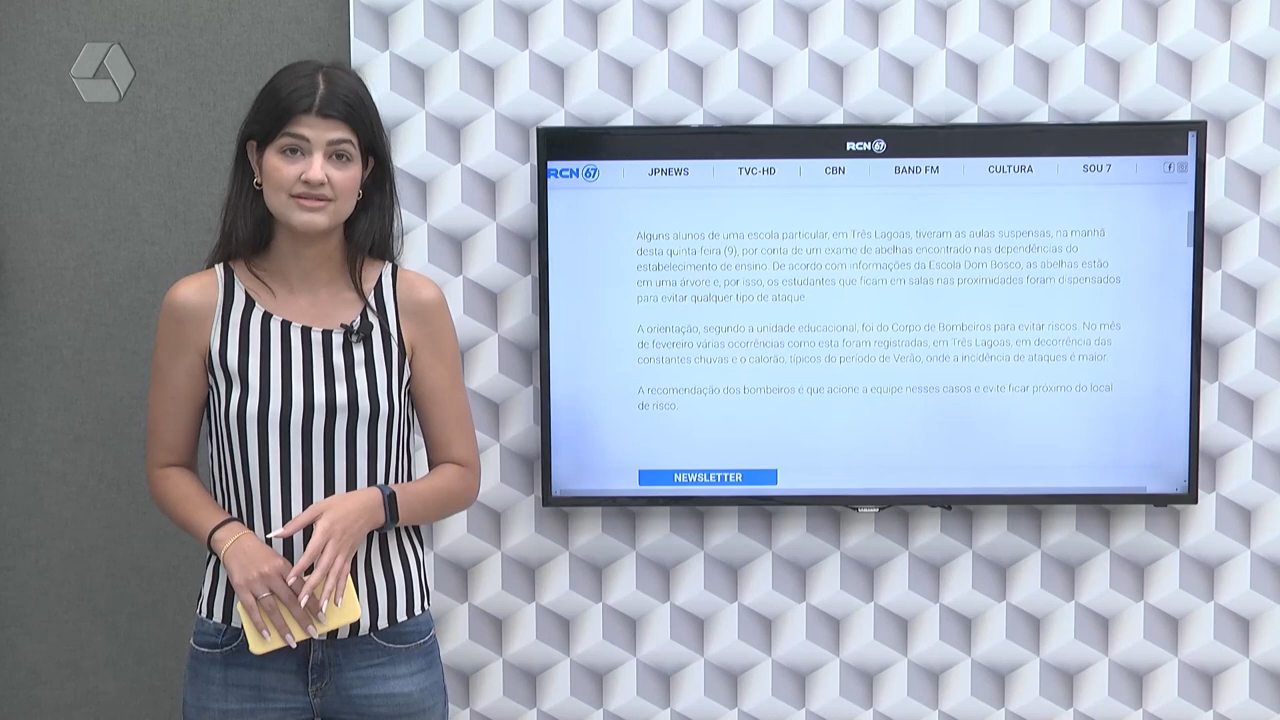 RCN 67
RCN 67
JPNEWS
TVC-HD
CBN
BAND FM
CULTURA
SOU 7
Alguns alunos de uma escola particular, em Três Lagoas, tiveram as aulas suspensas, na manhã
desta quinta-feira (9), por conta de um exame de abelhas encontrado nas dependências do
estabelecimento de ensino. De acordo com informações da Escola Dom Bosco, as abelhas estão
em uma árvore e, por isso, os estudantes que ficam em salas nas proximidades foram dispensados
para evitar qualquer tipo de ataque.
A orientação, segundo a unidade educacional, foi do Corpo de Bombeiros para evitar riscos. No mês
de fevereiro várias ocorrências como esta foram registradas, em Três Lagoas, em decorrência das
constantes chuvas e o calorão, típicos do período de Verão, onde a incidência de ataques é maior.
A recomendação dos bombeiros é que acione a equipe nesses casos e evite ficar próximo do local
de risco.
NEWSLETTER